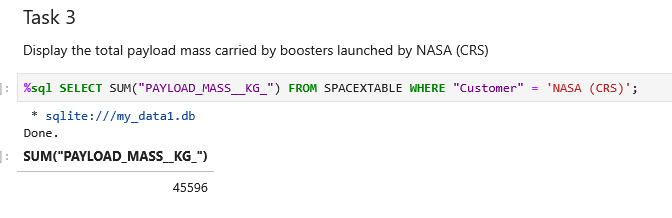 Task 3
Display the total payload mass carried by boosters launched by NASA (CRS)
]: %sql SELECT SUM("PAYLOAD_MASS__KG_") FROM SPACEXTABLE WHERE "Customer" = 'NASA (CRS)';
* sqlite:///my_data1.db
Done.
]: SUM("PAYLOAD_MASS__KG_")
45596